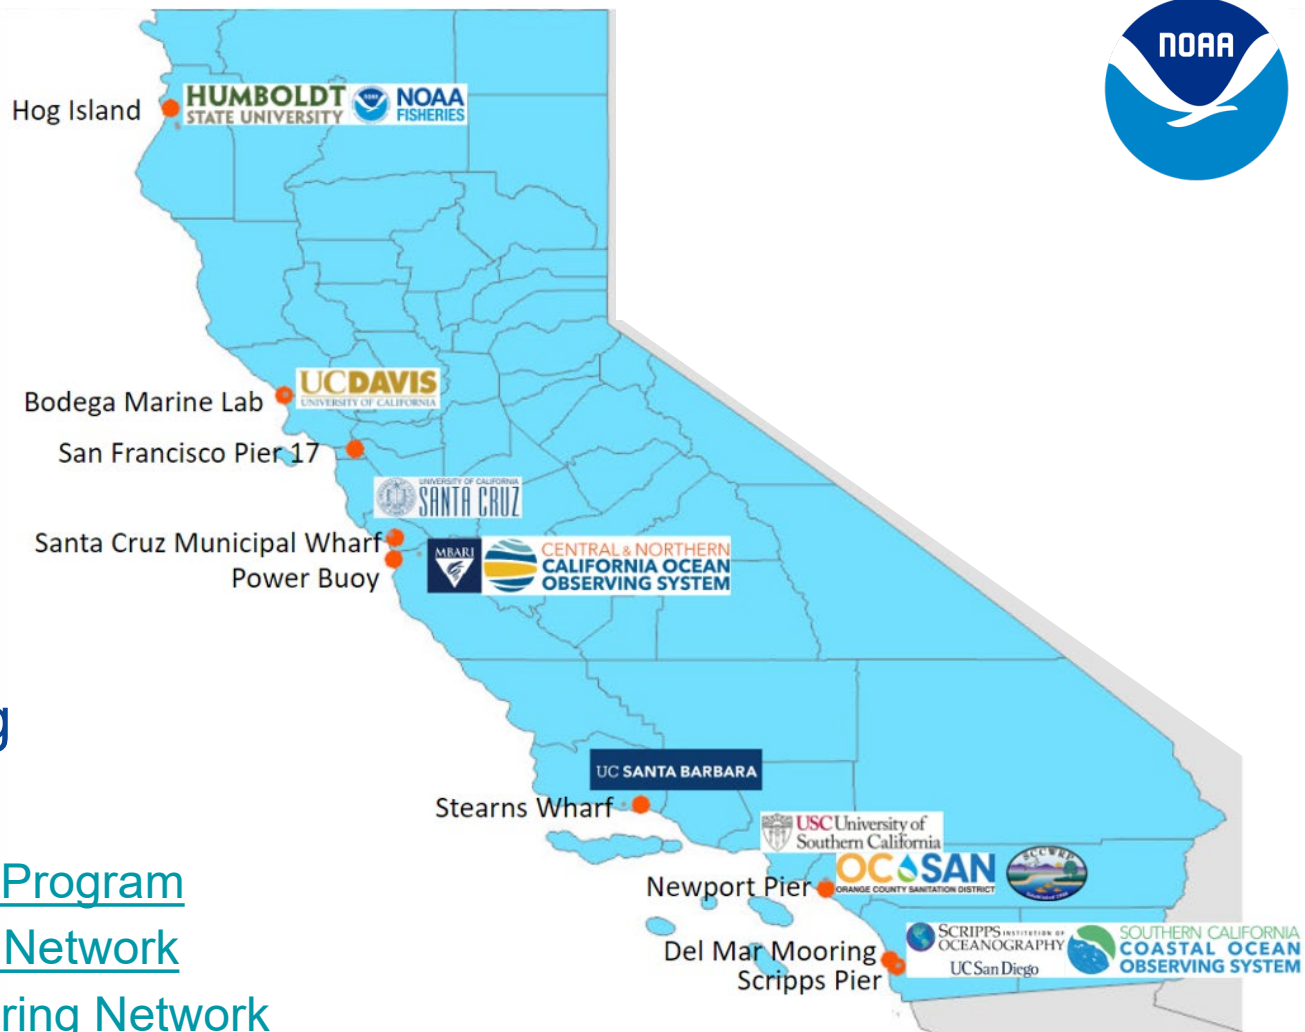 NOAA
Hog Island
HUMBOLDT
STATE UNIVERSITY
NOAA
FISHERIES
Bodega Marine Lab
UCDAVIS
UNIVERSITY OF CALIFORNIA
San Francisco Pier 17
UNIVERSITY OF CALIFORNIA
SANTA CRUZ
Santa Cruz Municipal Wharf
Power Buoy
MBARI
CENTRAL & NORTHERN
CALIFORNIA OCEAN
OBSERVING SYSTEM
g
UC SANTA BARBARA
Stearns Wharf
USC University of
Southern California
OC SAN
ORANGE COUNTY SANITATION DISTRICT
SCCWRP
Newport Pier
Program
Network
ring Network
Del Mar Mooring
Scripps Pier
SCRIPPS INSTITUTION OF
OCEANOGRAPHY
UC San Diego
SOUTHERN CALIFORNIA
COASTAL OCEAN
OBSERVING SYSTEM